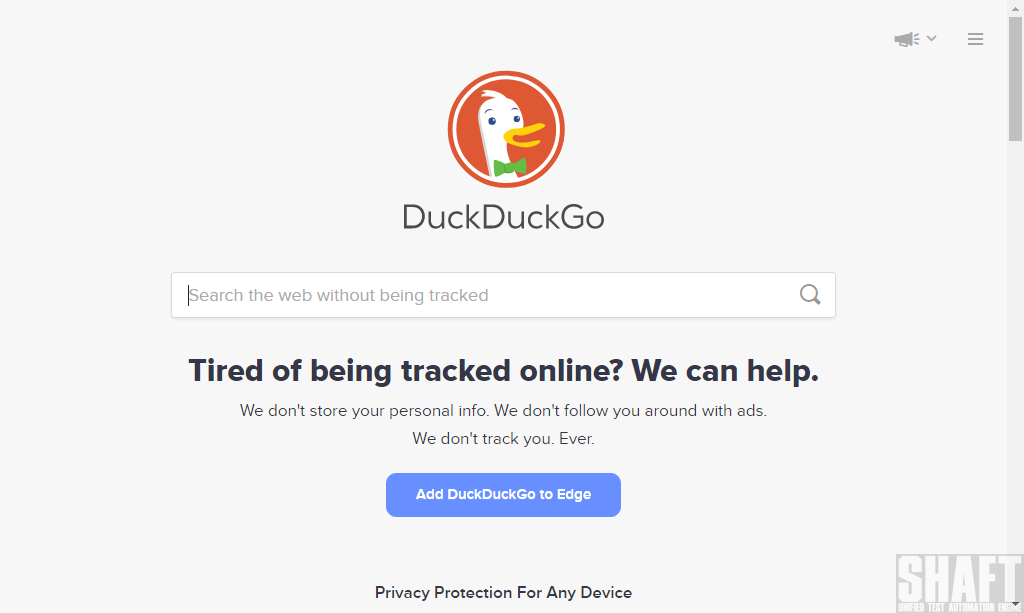 DuckDuckGo
Search the web without being tracked
Tired of being tracked online? We can help.
We don't store your personal info. We don't follow you around with ads.
We don't track you. Ever.
Add DuckDuckGo to Edge
Privacy Protection For Any Device
SHAFT
UNIFIED TEST AUTOMATION